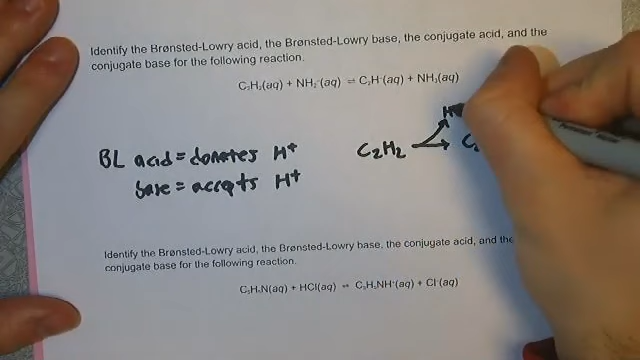 Identify the Brønsted-Lowry acid, the Brønsted-Lowry base, the conjugate acid, and the
conjugate base for the following reaction.
C₂H₂(aq) + NH₂⁻(aq) ⇌ C₂H⁻(aq) + NH₃(aq)
BL acid = donates H⁺
base = accepts H⁺
C₂H₂
Identify the Brønsted-Lowry acid, the Brønsted-Lowry base, the conjugate acid, and the
conjugate base for the following reaction.
(aq) + HCl(aq) ⇌ (aq) + Cl⁻(aq)